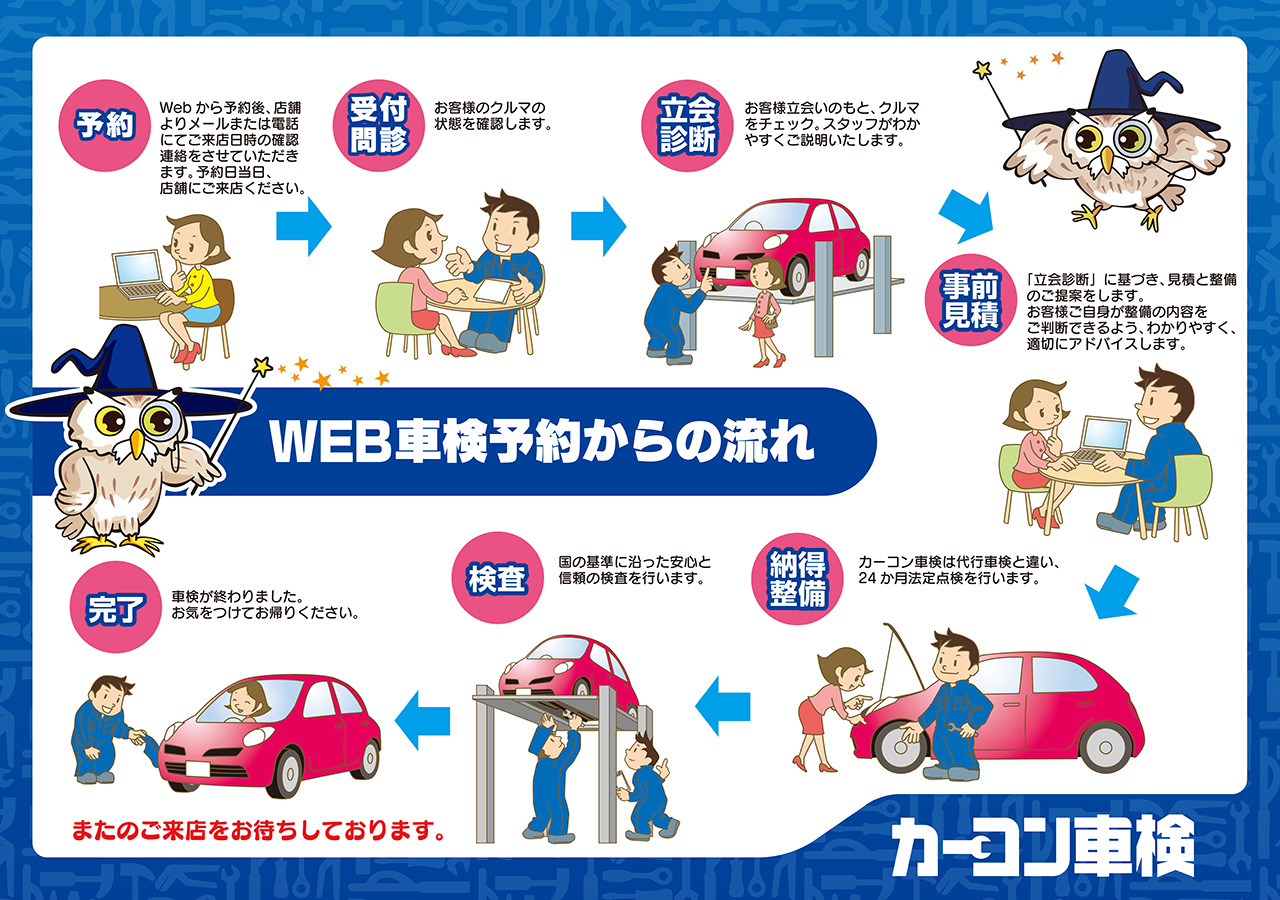 予約
Webから予約後、店舗
よりメールまたは電話
にてご来店日時の確認
連絡をさせていただき
ます。予約日当日、
店舗にご来店ください。
受付
問診
お客様のクルマの
状態を確認します。
立会
診断
お客様立会いのもと、クルマ
をチェック。スタッフがわか
やすくご説明いたします。
事前
見積
「立会診断」に基づき、見積と整備
のご提案をします。
お客様ご自身が整備の内容を
ご判断できるよう、わかりやすく、
適切にアドバイスします。
WEB車検予約からの流れ
納得
整備
カーコン車検は代行車検と違い、
24か月法定点検を行います。
検査
国の基準に沿った安心と
信頼の検査を行います。
完了
車検が終わりました。
お気をつけてお帰りください。
またのご来店をお待ちしております。
カーコン車検